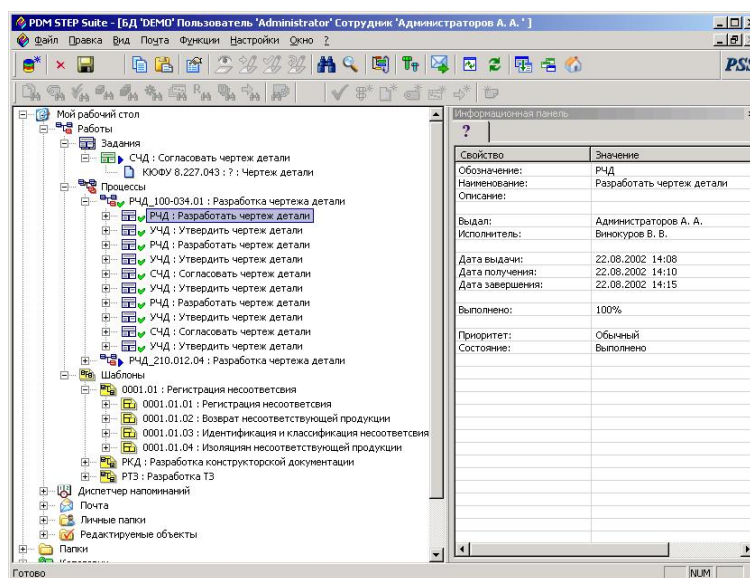 PDM STEP Suite - [БД 'DEMO' Пользователь 'Administrator' Сотрудник 'Администраторов А. А. ' ]
Файл Правка Вид Почта Функции Настройки Окно ?
PS
Мой рабочий стол
Работы
Задания
СЧД : Согласовать чертеж детали
КЮФУ 8.227.043 : ? : Чертеж детали
Процессы
РЧД_100-034.01 : Разработка чертежа детали
РЧД : Разработать чертеж детали
УЧД : Утвердить чертеж детали
РЧД : Разработать чертеж детали
УЧД : Утвердить чертеж детали
СЧД : Согласовать чертеж детали
УЧД : Утвердить чертеж детали
РЧД : Разработать чертеж детали
УЧД : Утвердить чертеж детали
СЧД : Согласовать чертеж детали
УЧД : Утвердить чертеж детали
РЧД_210.012.04 : Разработка чертежа детали
Шаблоны
0001.01 : Регистрация несоответсвия
0001.01.01 : Регистрация несоответсвия
0001.01.02 : Возврат несоответствующей продукции
0001.01.03 : Идентификация и классификация несоответсвия
0001.01.04 : Изоляциян несоответствующей продукции
РКД : Разработка конструкторской документации
РТЗ : Разработка ТЗ
Диспетчер напоминаний
Почта
Личные папки
Редактируемые объекты
Папки
Информационная панель
?
Свойство Значение
Обозначение: РЧД
Наименование: Разработать чертеж детали
Описание:
Выдал: Администраторов А. А.
Исполнитель: Винокуров В. В.
Дата выдачи: 22.08.2002 14:08
Дата получения: 22.08.2002 14:10
Дата завершения: 22.08.2002 14:15
Выполнено: 100%
Приоритет: Обычный
Состояние: Выполнено
Готово
NUM